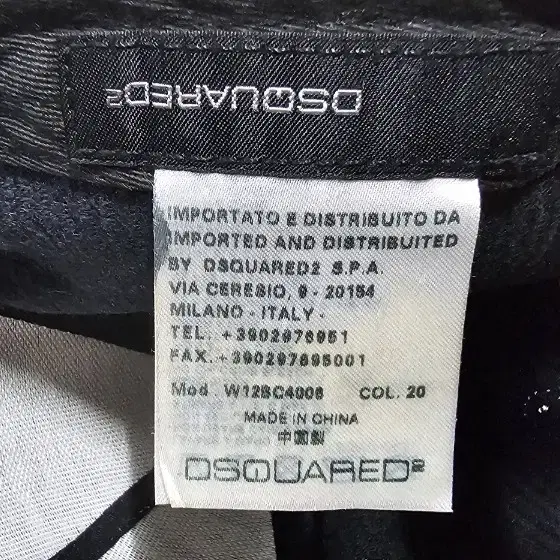 DSQUARED2
IMPORTATO E DISTRIBUITO DA
IMPORTED AND DISTRIBUITED
BY DSQUARED2 S.P.A.
VIA CERESIO, 9 - 20154
MILANO - ITALY -
TEL. +3902976951
FAX. +390297695001
Mod. W12BC4006 COL. 20
MADE IN CHINA
中国製
DSQUARED2